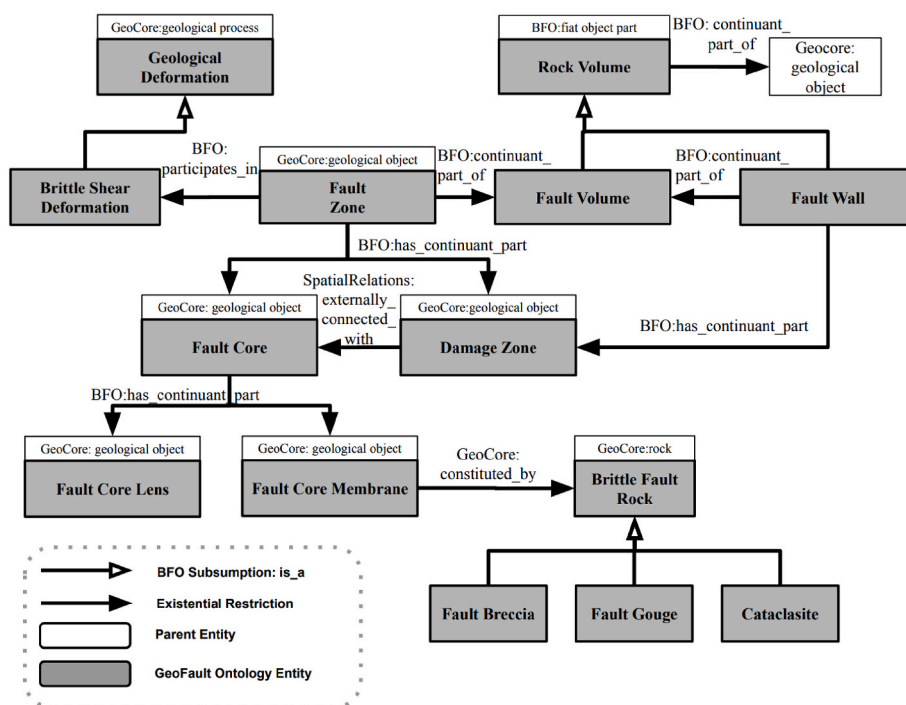 GeoCore:geological process
Geological
Deformation
BFO:fiat object part
Rock Volume
BFO: continuant_
part_of
Geocore:
geological
object
BFO:
participates_in
GeoCore:geological object
BFO:continuant_
part_of
BFO:continuant_
part_of
Brittle Shear
Deformation
Fault
Zone
Fault Volume
Fault Wall
BFO:has_continuant_part
SpatialRelations:
externally_
connected_
with
GeoCore: geological object
Fault Core
GeoCore:geological object
Damage Zone
BFO:has_continuant_part
BFO:has_continuant_part
GeoCore: geological object
Fault Core Lens
GeoCore: geological object
Fault Core Membrane
GeoCore:
constituted_by
GeoCore:rock
Brittle Fault
Rock
Fault Breccia
Fault Gouge
Cataclasite
BFO Subsumption: is_a
Existential Restriction
Parent Entity
GeoFault Ontology Entity